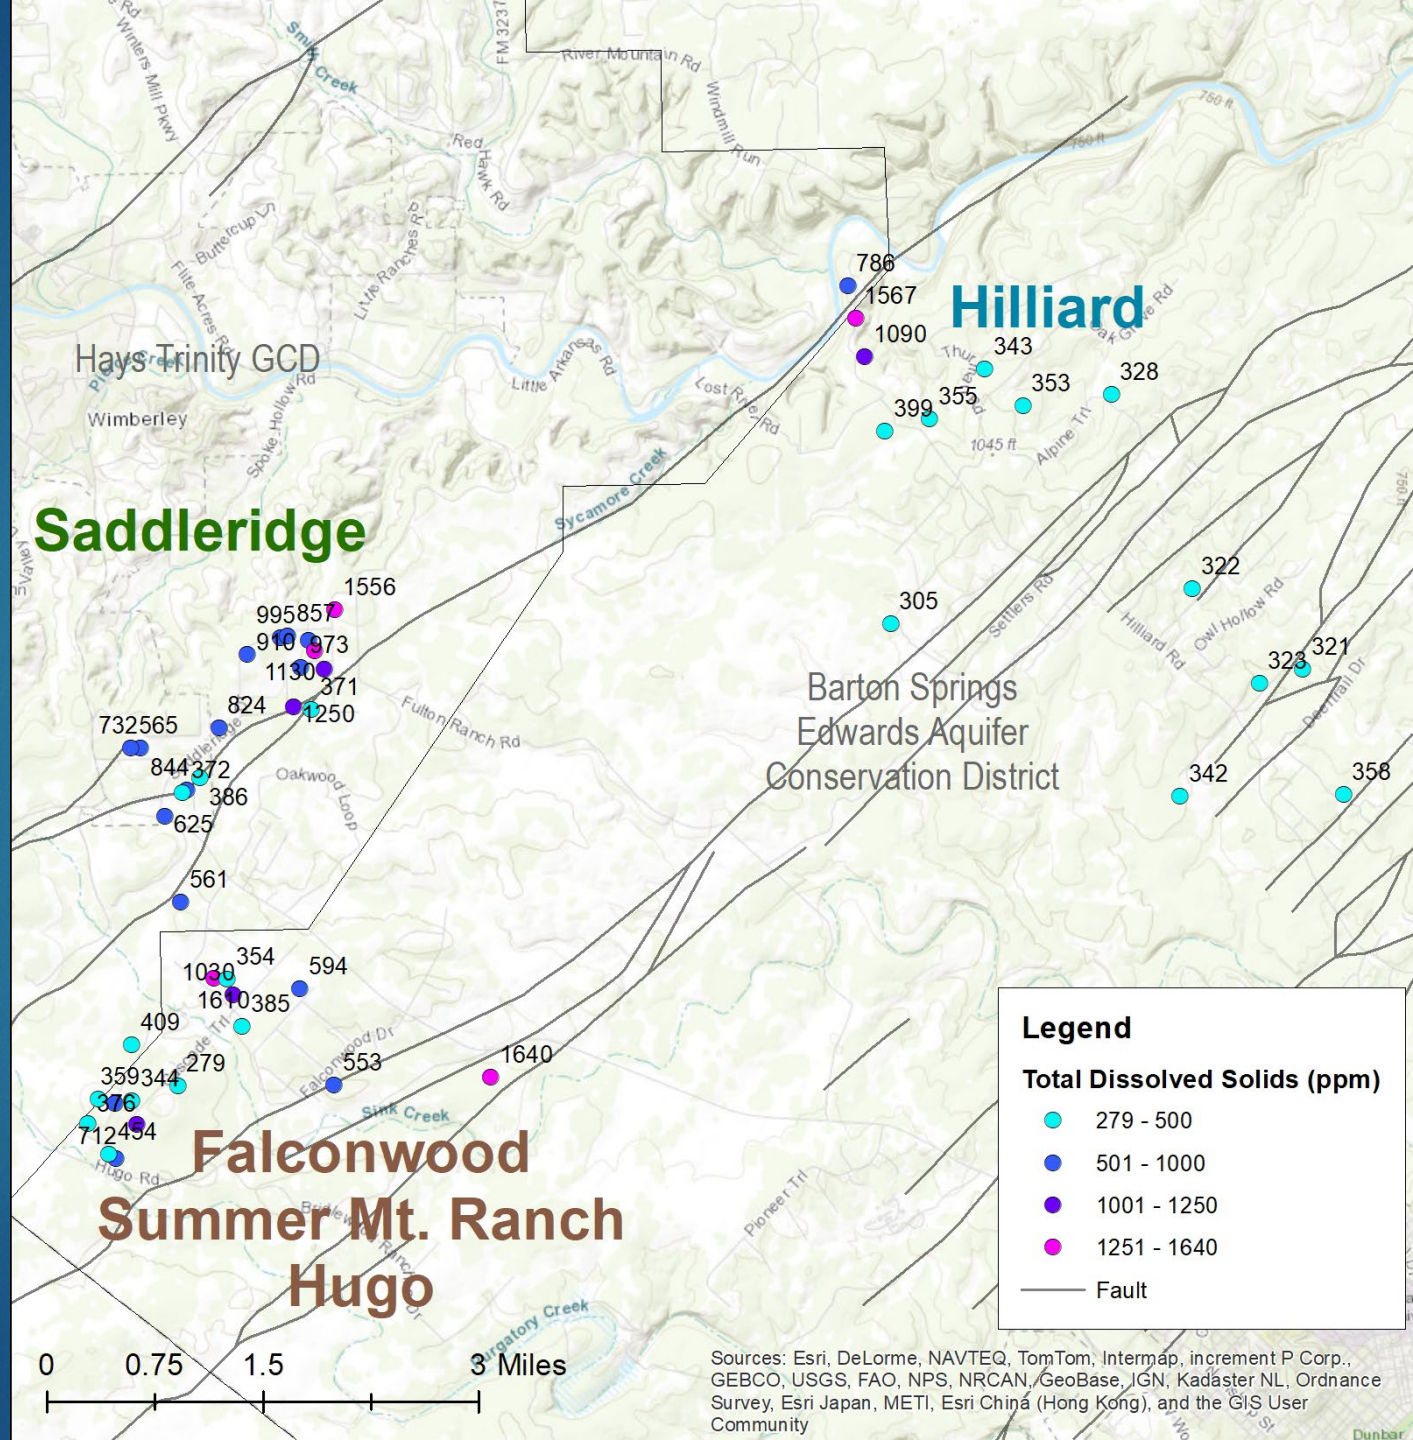 Smith Creek
FM 3237
River Mountain Rd
Winters Mill Pkwy
Windmill Run
Red Hawk Rd
750 ft
750 ft
Buttercup Ln
Little Ranches Rd
Flite Acres Rd
786
1567
1090
Hilliard
Oak Grove Rd
Hays Trinity GCD
Wimberley
Spoke Hollow Rd
Little Arkansas Rd
Lost River Rd
343
353
328
399
355
1045 ft
Alpine Trl
750 ft
Sycamore Creek
Saddleridge
1556
995
857
910
973
1130
371
1250
824
732
565
844
372
386
625
561
Fulton Ranch Rd
Oakwood Loop
305
Settlers Rd
322
Hilliard Rd
Owl Hollow Rd
323
321
Deertrail Dr
342
358
Barton Springs
Edwards Aquifer
Conservation District
354
1030
1610
385
594
409
279
359
344
376
712
454
Falconwood Dr
553
1640
Sink Creek
Hugo Rd
Falconwood
Summer Mt. Ranch
Hugo
Pioneer Trl
Purgatory Creek
Legend
Total Dissolved Solids (ppm)
279 - 500
501 - 1000
1001 - 1250
1251 - 1640
Fault
0 0.75 1.5 3 Miles
Sources: Esri, DeLorme, NAVTEQ, TomTom, Intermap, increment P Corp.,
GEBCO, USGS, FAO, NPS, NRCAN, GeoBase, IGN, Kadaster NL, Ordnance
Survey, Esri Japan, METI, Esri China (Hong Kong), and the GIS User
Community
Dunbar